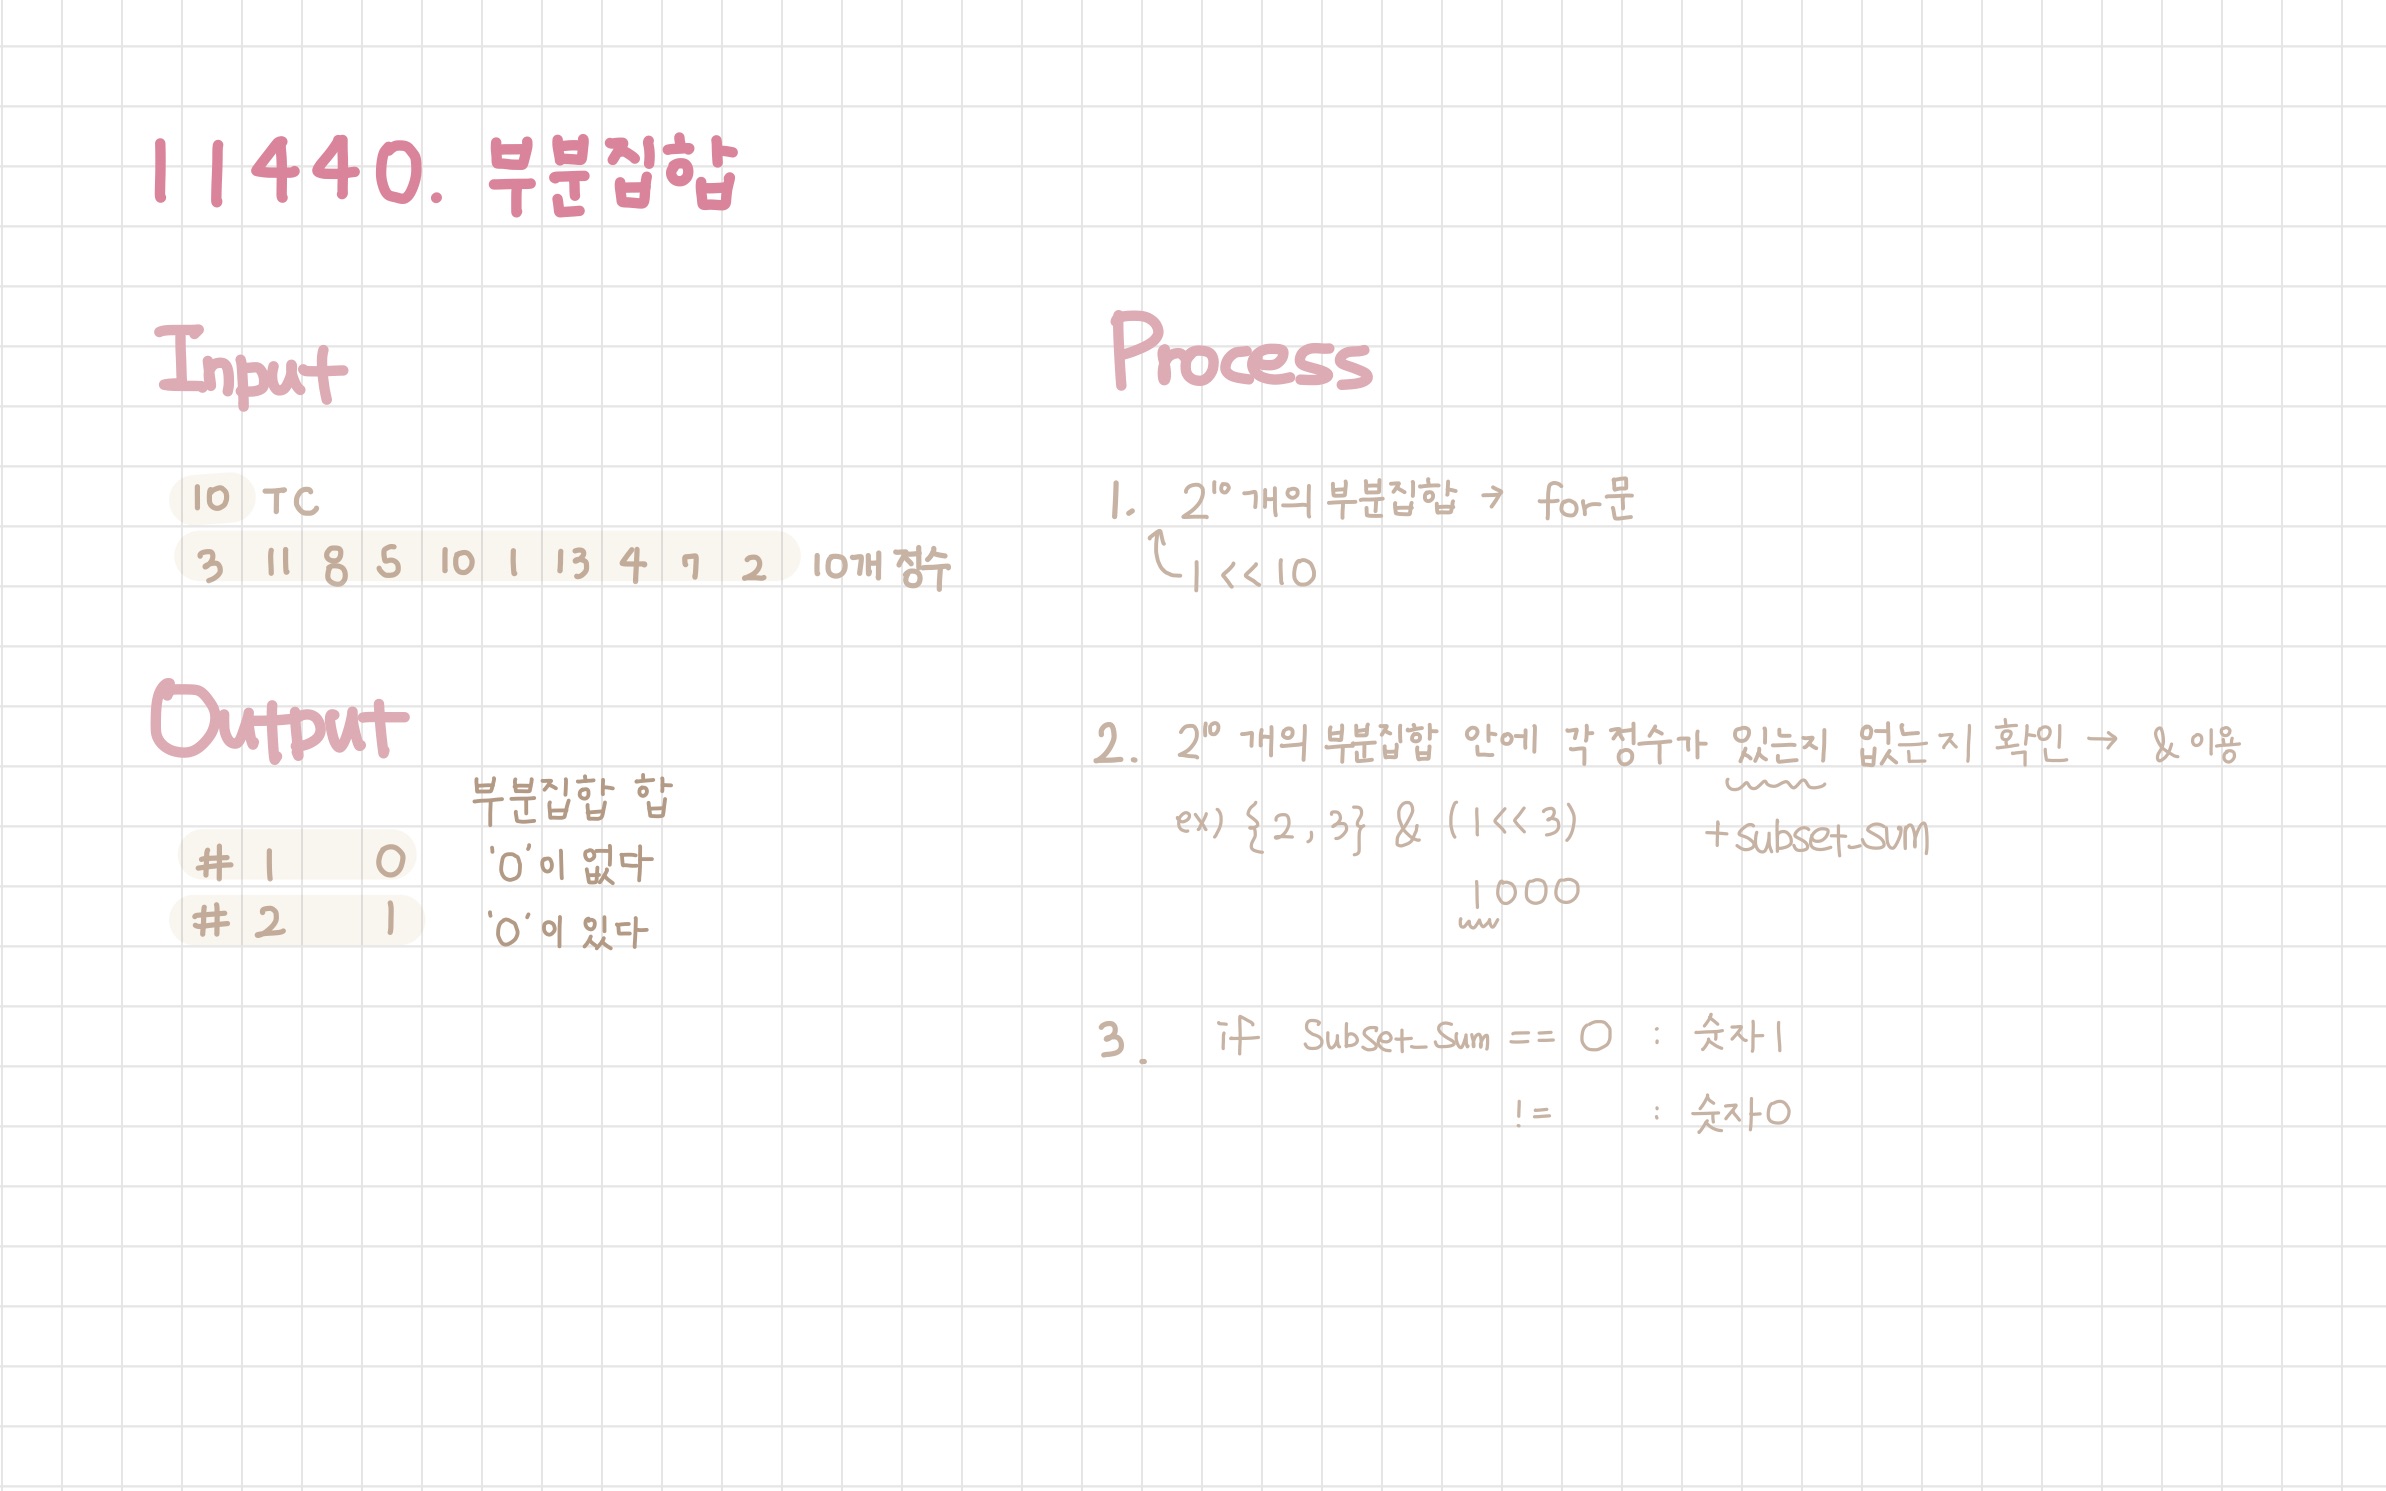 11440. 부분집합
Input
10 TC
3 11 8 5 10 1 13 4 7 2 10개 정수
Output
부분집합 합
#1 0 '0'이 없다
#2 1 '0'이 있다
Process
1. 2¹⁰개의 부분집합 → for문
1 << 10
2. 2¹⁰개의 부분집합 안에 각 정수가 있는지 없는지 확인 → & 이용
ex) {2, 3} & (1 << 3)
+subset_sum
1000
3. if Subset_Sum == 0 : 숫자1
!= : 숫자0